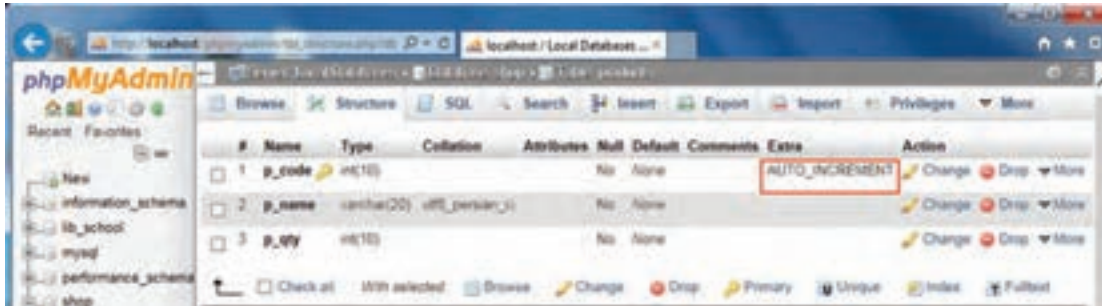 localhost / Local Databases ...
phpMyAdmin
Browse Structure SQL Search Insert Export Import Privileges More
Recent Favorites
# Name Type Collation Attributes Null Default Comments Extra Action
1 p_code int(10) No None AUTO_INCREMENT Change Drop More
2 p_name varchar(20) utf8_persian_ci No None Change Drop More
3 p_qty int(10) No None Change Drop More
Check all With selected: Browse Change Drop Primary Unique Index Fulltext
New
information_schema
lib_school
mysql
performance_schema
shop